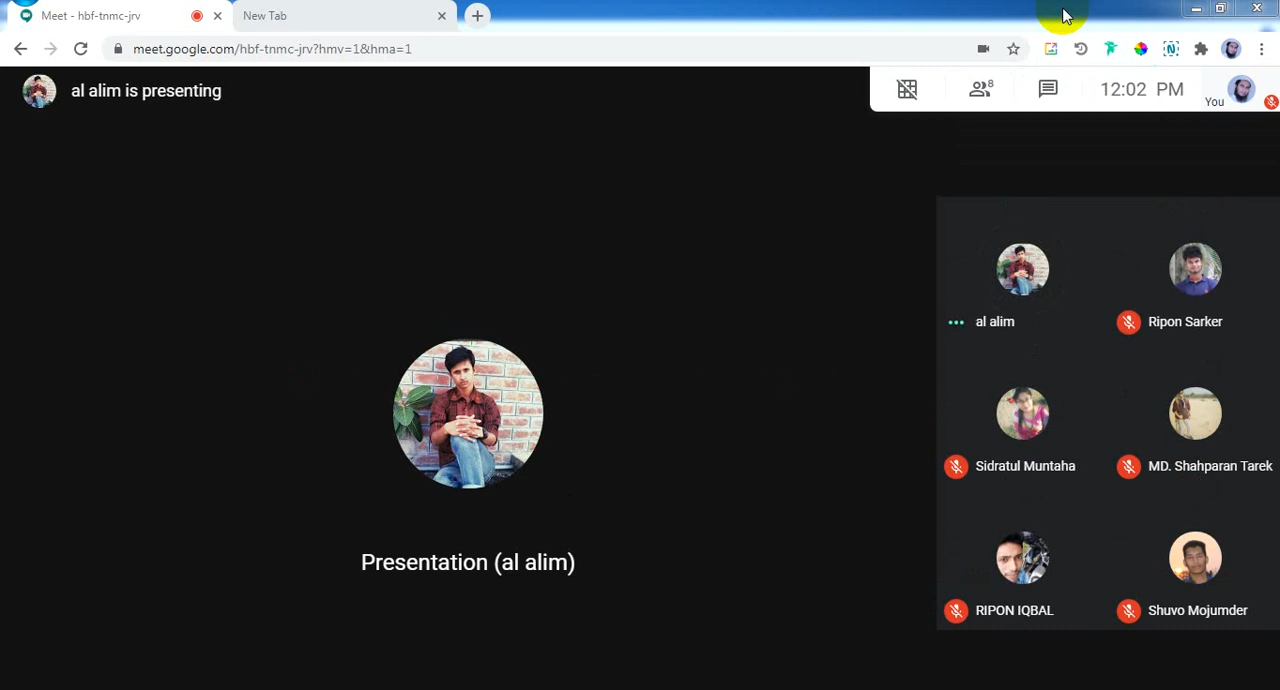 Meet - hbf-tnmc-jrv
New Tab
meet.google.com/hbf-tnmc-jrv?hmv=1&hma=1
al alim is presenting
8
12:02 PM
You
al alim
Ripon Sarker
Sidratul Muntaha
MD. Shahparan Tarek
RIPON IQBAL
Shuvo Mojumder
Presentation (al alim)